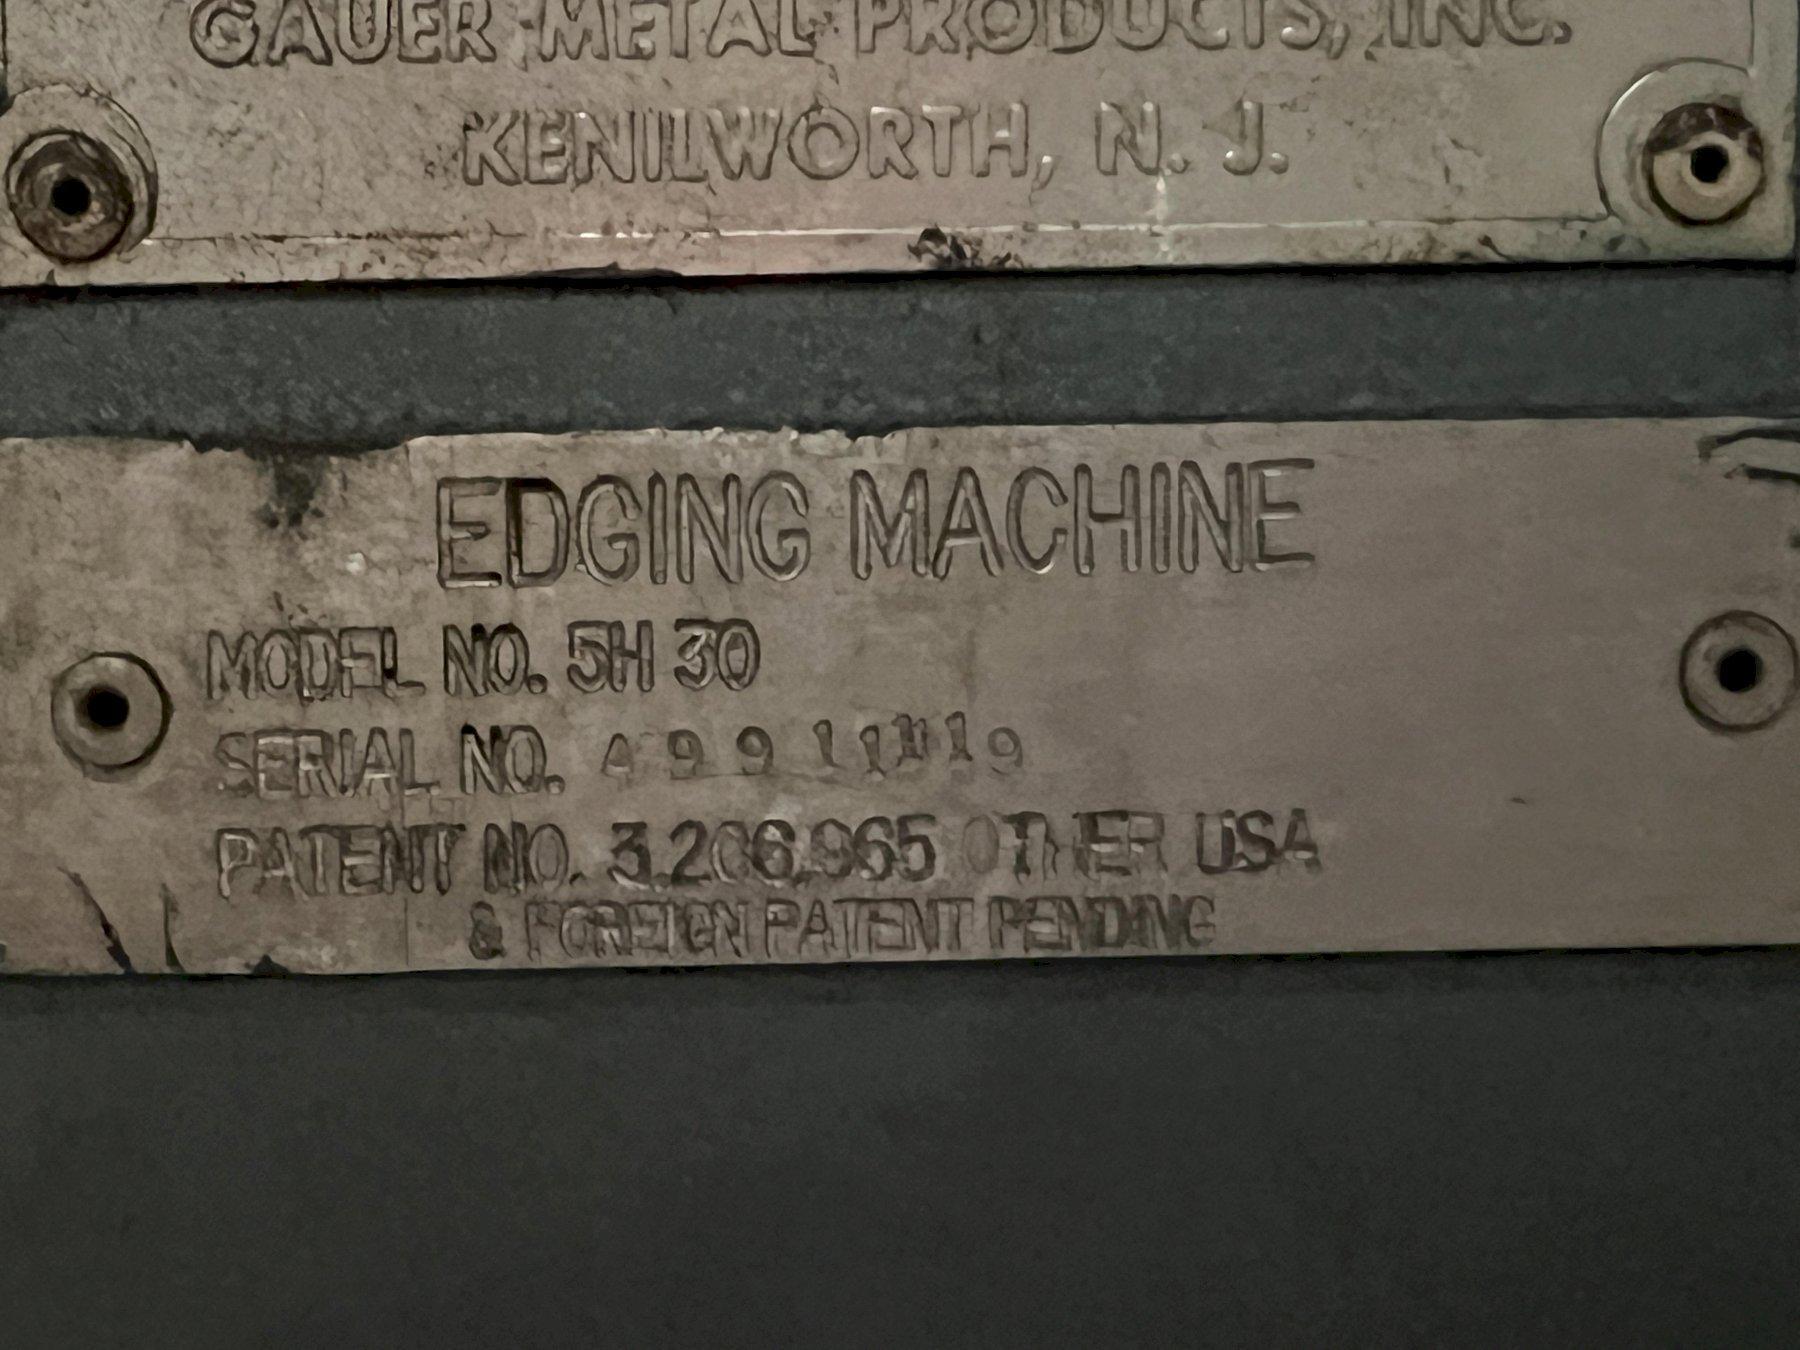 GAUER METAL PRODUCTS, INC.
KENILWORTH, N. J.
EDGING MACHINE
MODEL NO. 5H 30
SERIAL NO.
PATENT NO. 3,206,965 OTHER USA
& FOREIGN PATENT PENDING